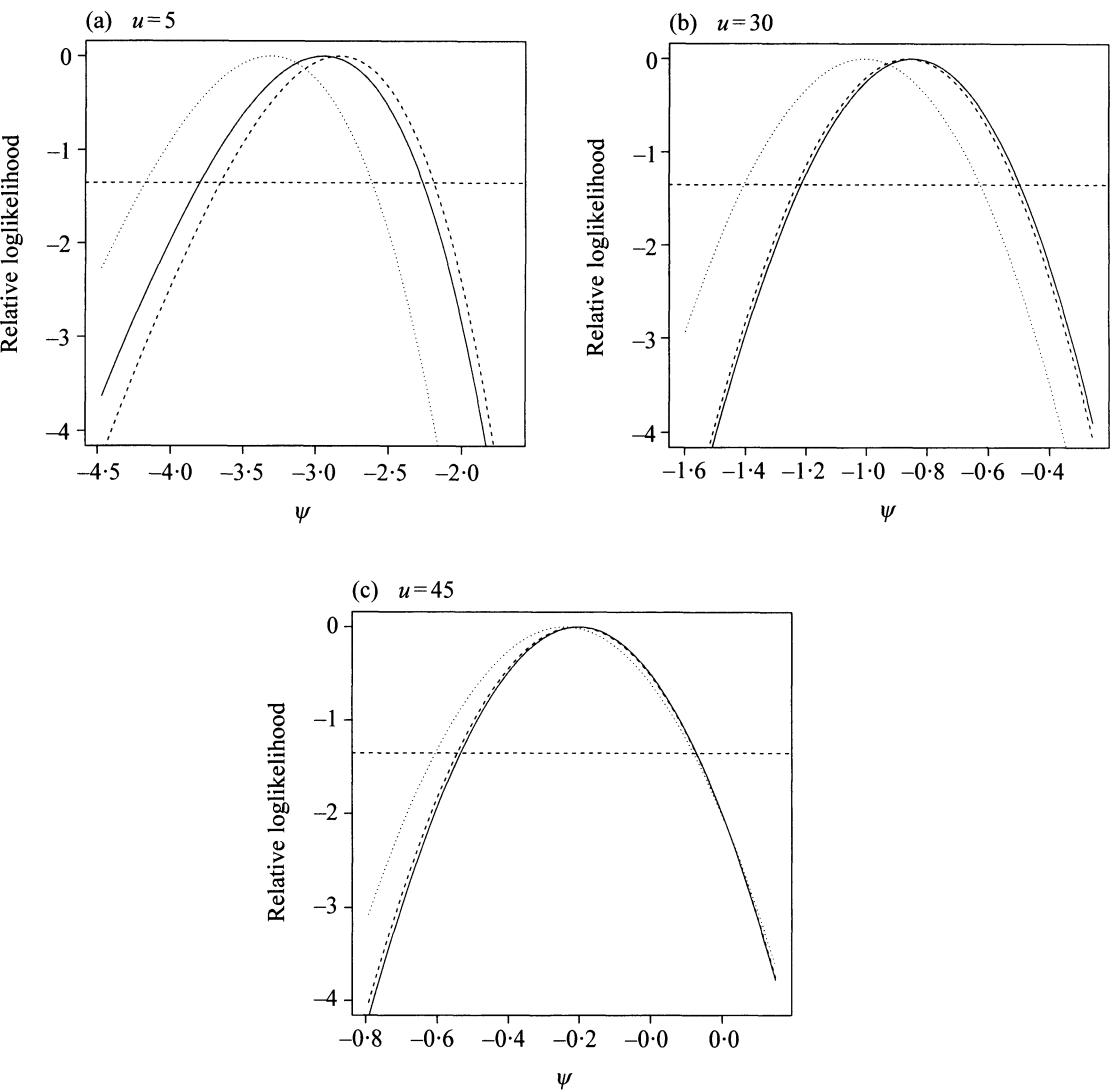 (a) u=5
Relative loglikelihood
0
–1
–2
–3
–4
–4·5 –4·0 –3·5 –3·0 –2·5 –2·0
ψ
(b) u=30
Relative loglikelihood
0
–1
–2
–3
–4
–1·6 –1·4 –1·2 –1·0 –0·8 –0·6 –0·4
ψ
(c) u=45
Relative loglikelihood
0
–1
–2
–3
–4
–0·8 –0·6 –0·4 –0·2 –0·0 0·0
ψ